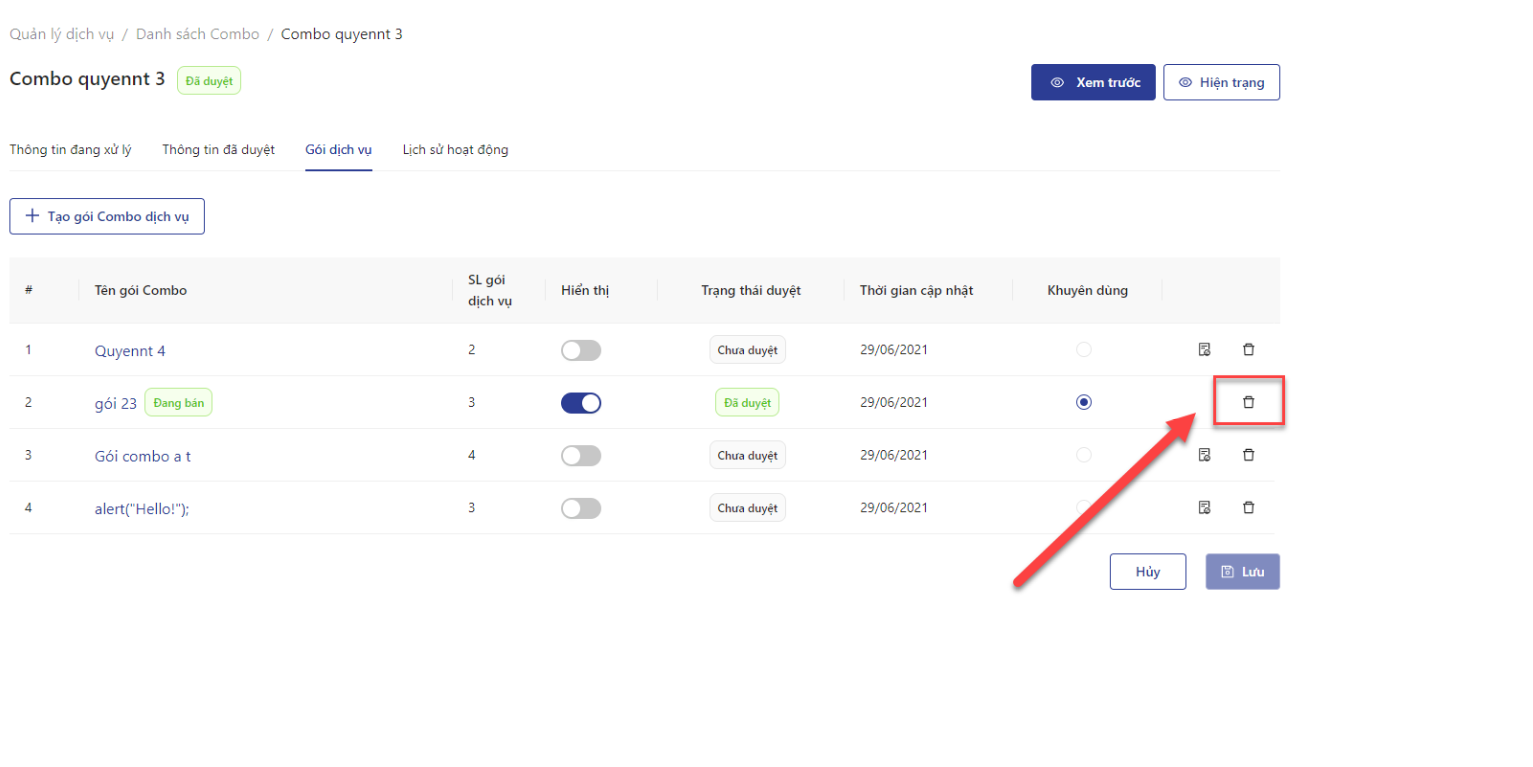 Quản lý dịch vụ / Danh sách Combo / Combo quyennt 3
Combo quyennt 3 Đã duyệt
Xem trước Hiện trạng
Thông tin đang xử lý Thông tin đã duyệt Gói dịch vụ Lịch sử hoạt động
+ Tạo gói Combo dịch vụ
# Tên gói Combo SL gói dịch vụ Hiển thị Trạng thái duyệt Thời gian cập nhật Khuyên dùng
1 Quyennt 4 2 Chưa duyệt 29/06/2021
2 gói 23 Đang bán 3 Đã duyệt 29/06/2021
3 Gói combo a t 4 Chưa duyệt 29/06/2021
4 alert("Hello!"); 3 Chưa duyệt 29/06/2021
Hủy Lưu